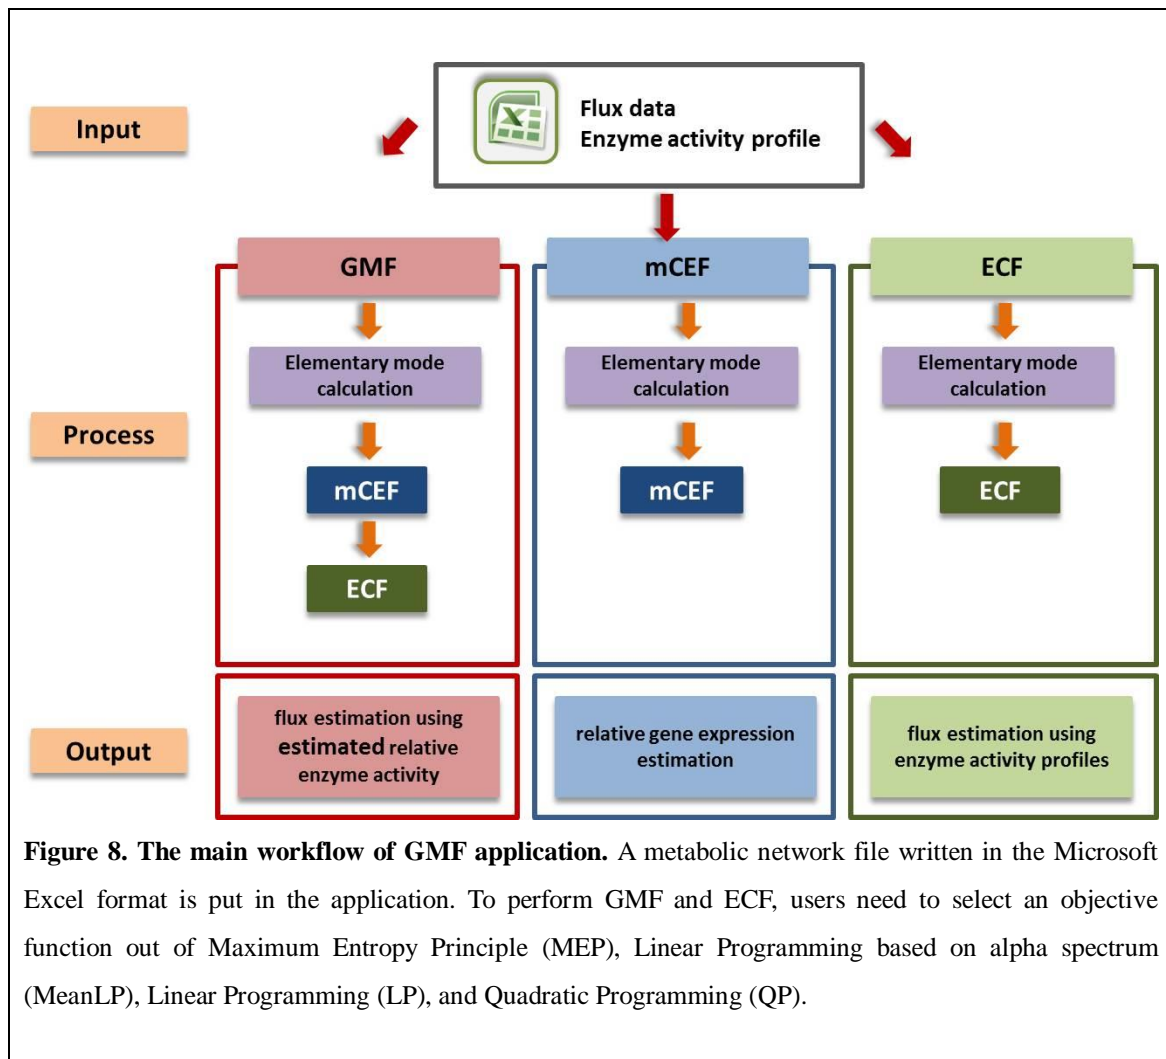 Input
Flux data
Enzyme activity profile
GMF
mCEF
ECF
Process
Elementary mode
calculation
mCEF
ECF
Elementary mode
calculation
mCEF
Elementary mode
calculation
ECF
Output
flux estimation using
estimated relative
enzyme activity
relative gene expression
estimation
flux estimation using
enzyme activity profiles
Figure 8. The main workflow of GMF application. A metabolic network file written in the Microsoft
Excel format is put in the application. To perform GMF and ECF, users need to select an objective
function out of Maximum Entropy Principle (MEP), Linear Programming based on alpha spectrum
(MeanLP), Linear Programming (LP), and Quadratic Programming (QP).